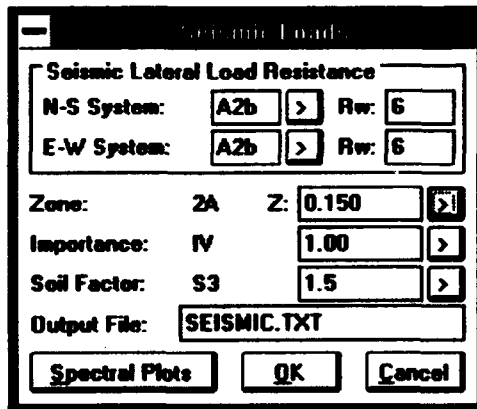 Seismic Loads
Seismic Lateral Load Resistance
N-S System: A2b > Rw: 6
E-W System: A2b > Rw: 6
Zone: 2A Z: 0.150 >
Importance: IV 1.00 >
Soil Factor: S3 1.5 >
Output File: SEISMIC.TXT
Spectral Plots OK Cancel